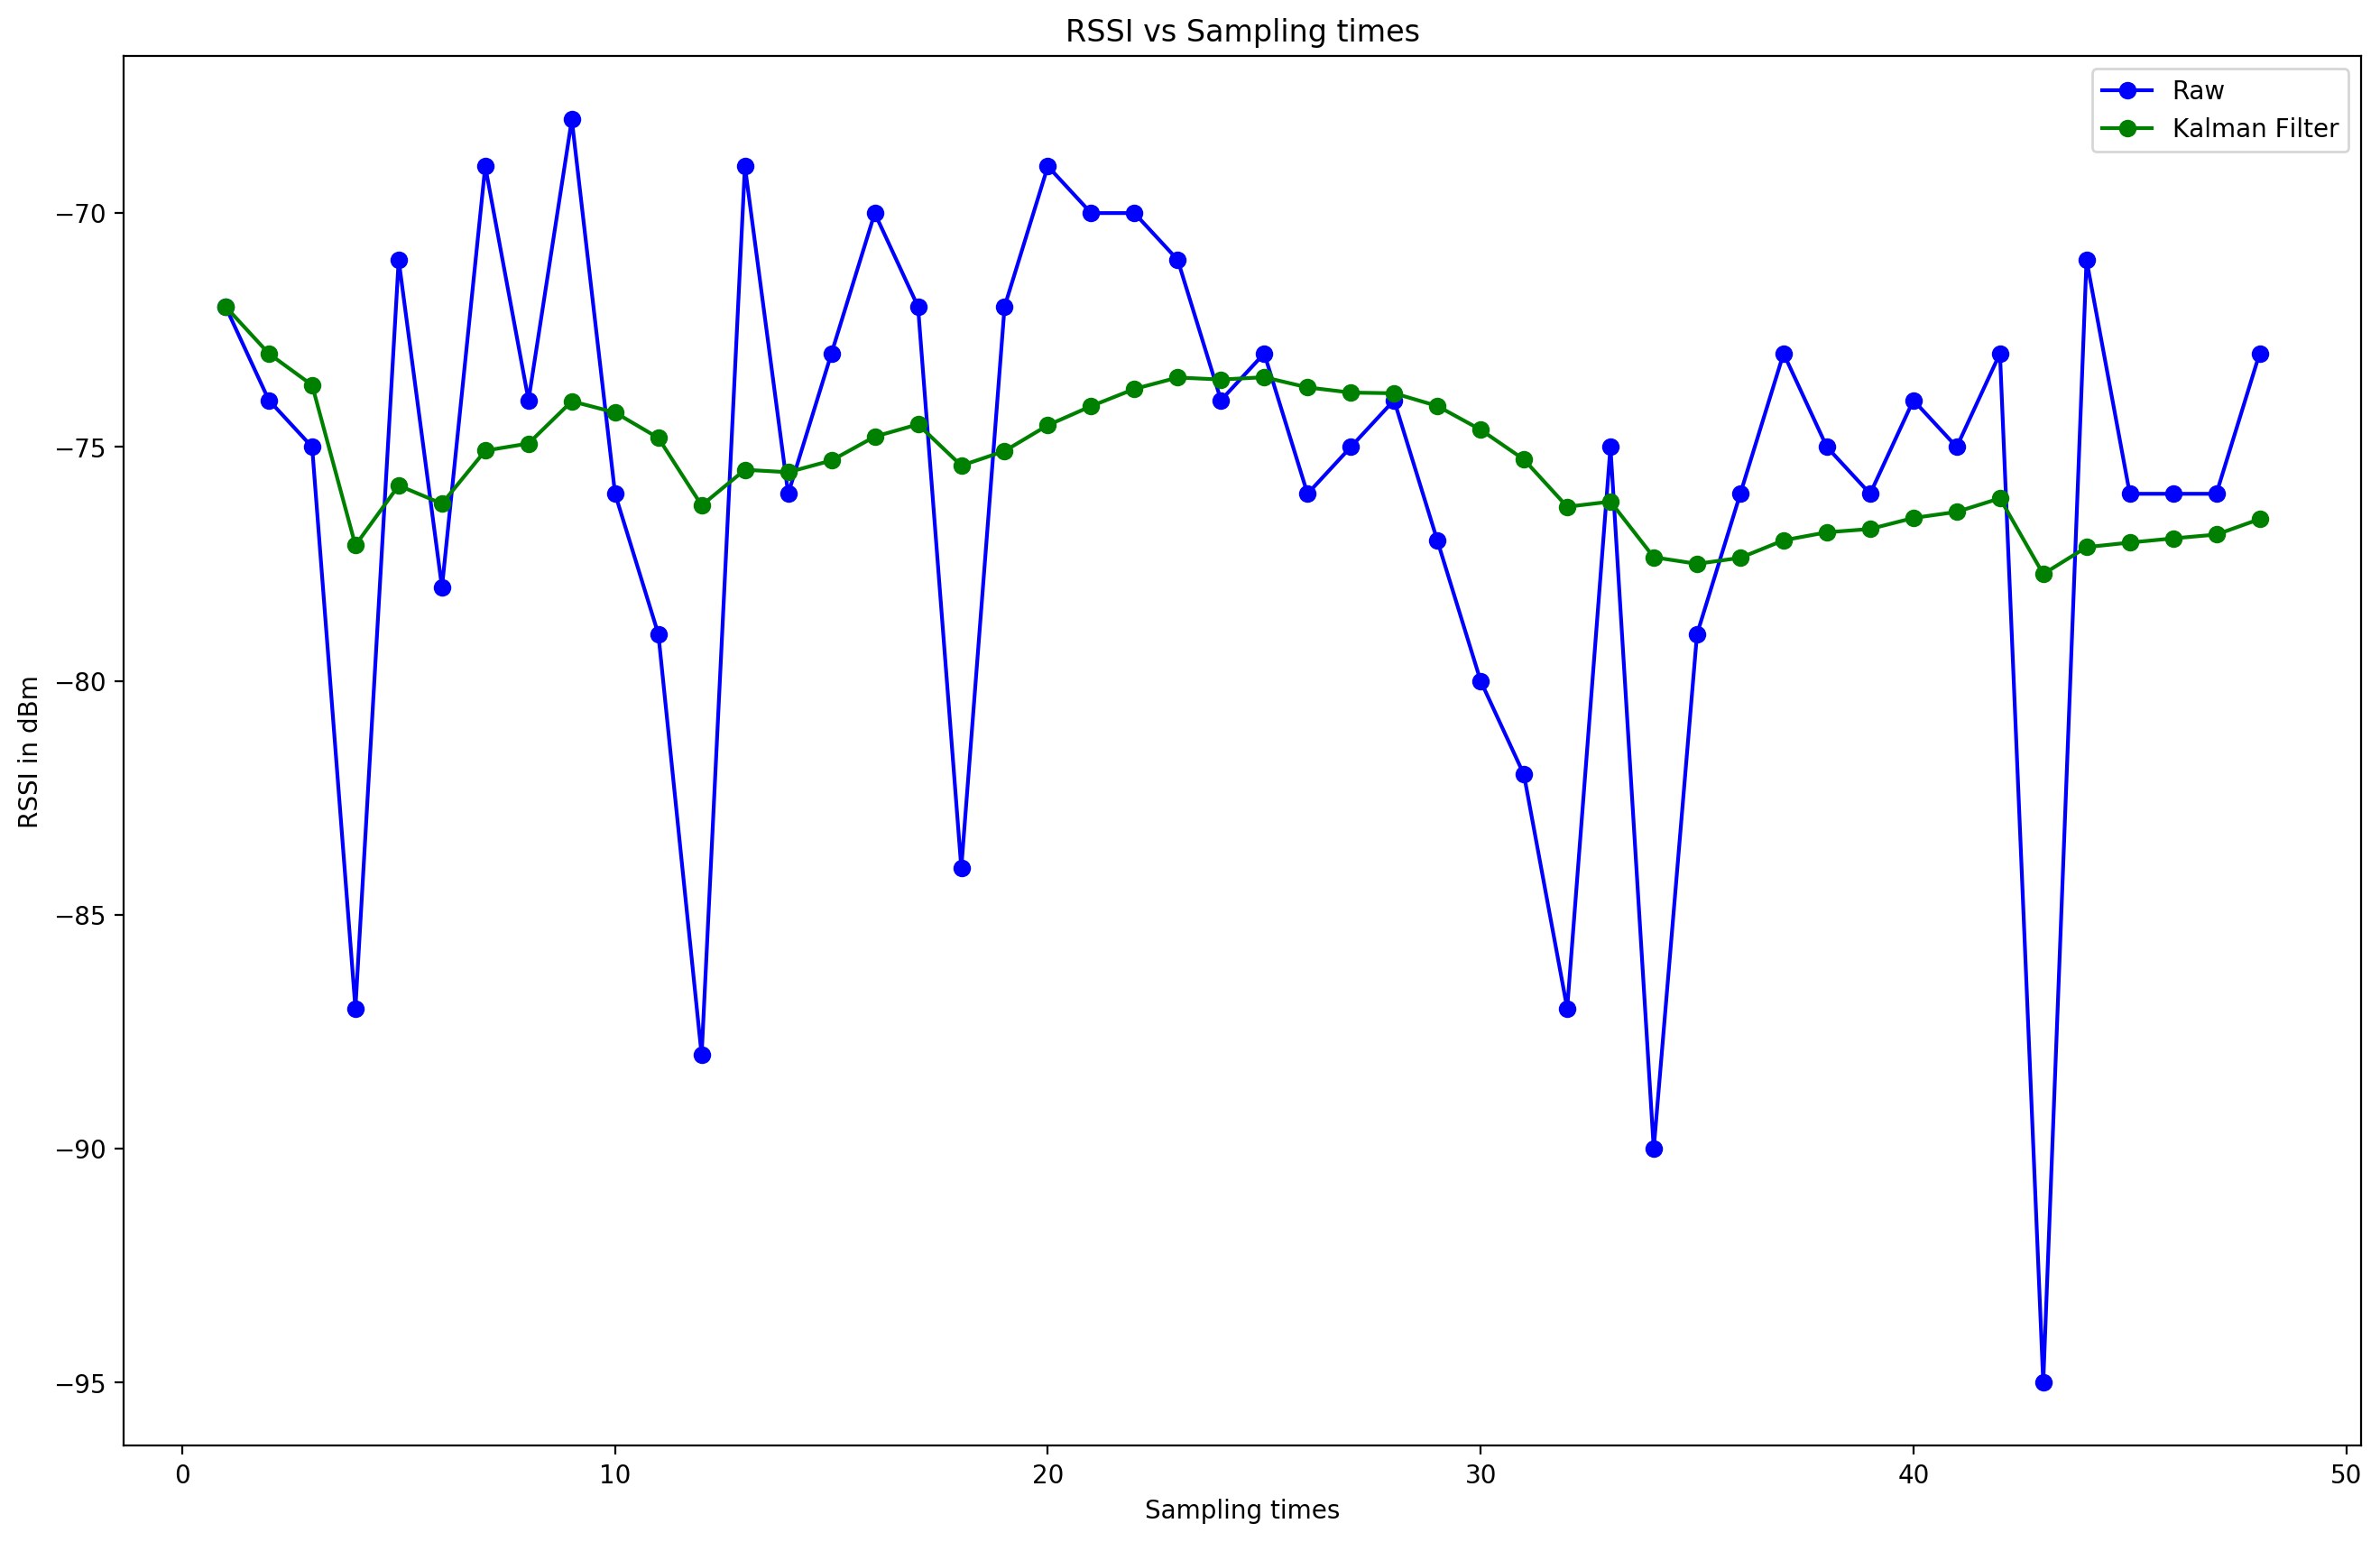 RSSI vs Sampling times
Raw
Kalman Filter
−70
−75
−80
−85
−90
−95
RSSI in dBm
0 10 20 30 40 50
Sampling times